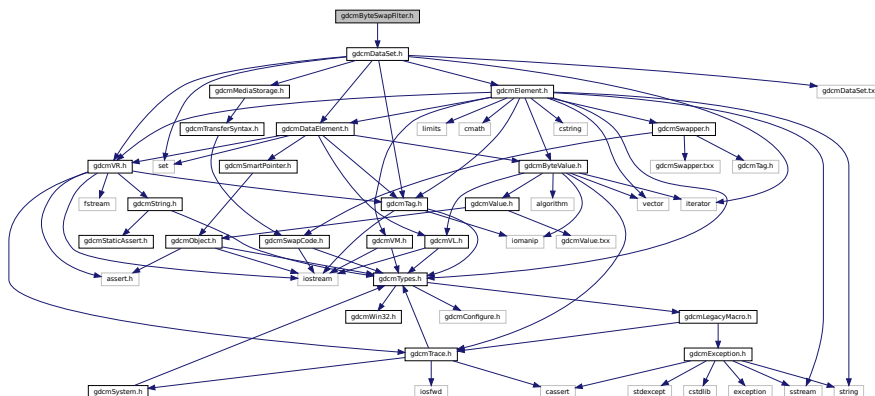 gdcmByteSwapFilter.h
gdcmDataSet.h
gdcmMediaStorage.h
gdcmElement.h
gdcmDataSet.tx
gdcmTransferSyntax.h
gdcmDataElement.h
limits
cmath
cstring
gdcmSwapper.h
gdcmVR.h
set
gdcmSmartPointer.h
gdcmByteValue.h
gdcmSwapper.txx
gdcmTag.h
fstream
gdcmString.h
gdcmTag.h
gdcmValue.h
algorithm
vector
iterator
gdcmStaticAssert.h
gdcmObject.h
gdcmSwapCode.h
gdcmVM.h
gdcmVL.h
iomanip
gdcmValue.txx
assert.h
iostream
gdcmTypes.h
gdcmWin32.h
gdcmConfigure.h
gdcmLegacyMacro.h
gdcmTrace.h
gdcmException.h
gdcmSystem.h
iosfwd
cassert
stdexcept
cstdlib
exception
sstream
string